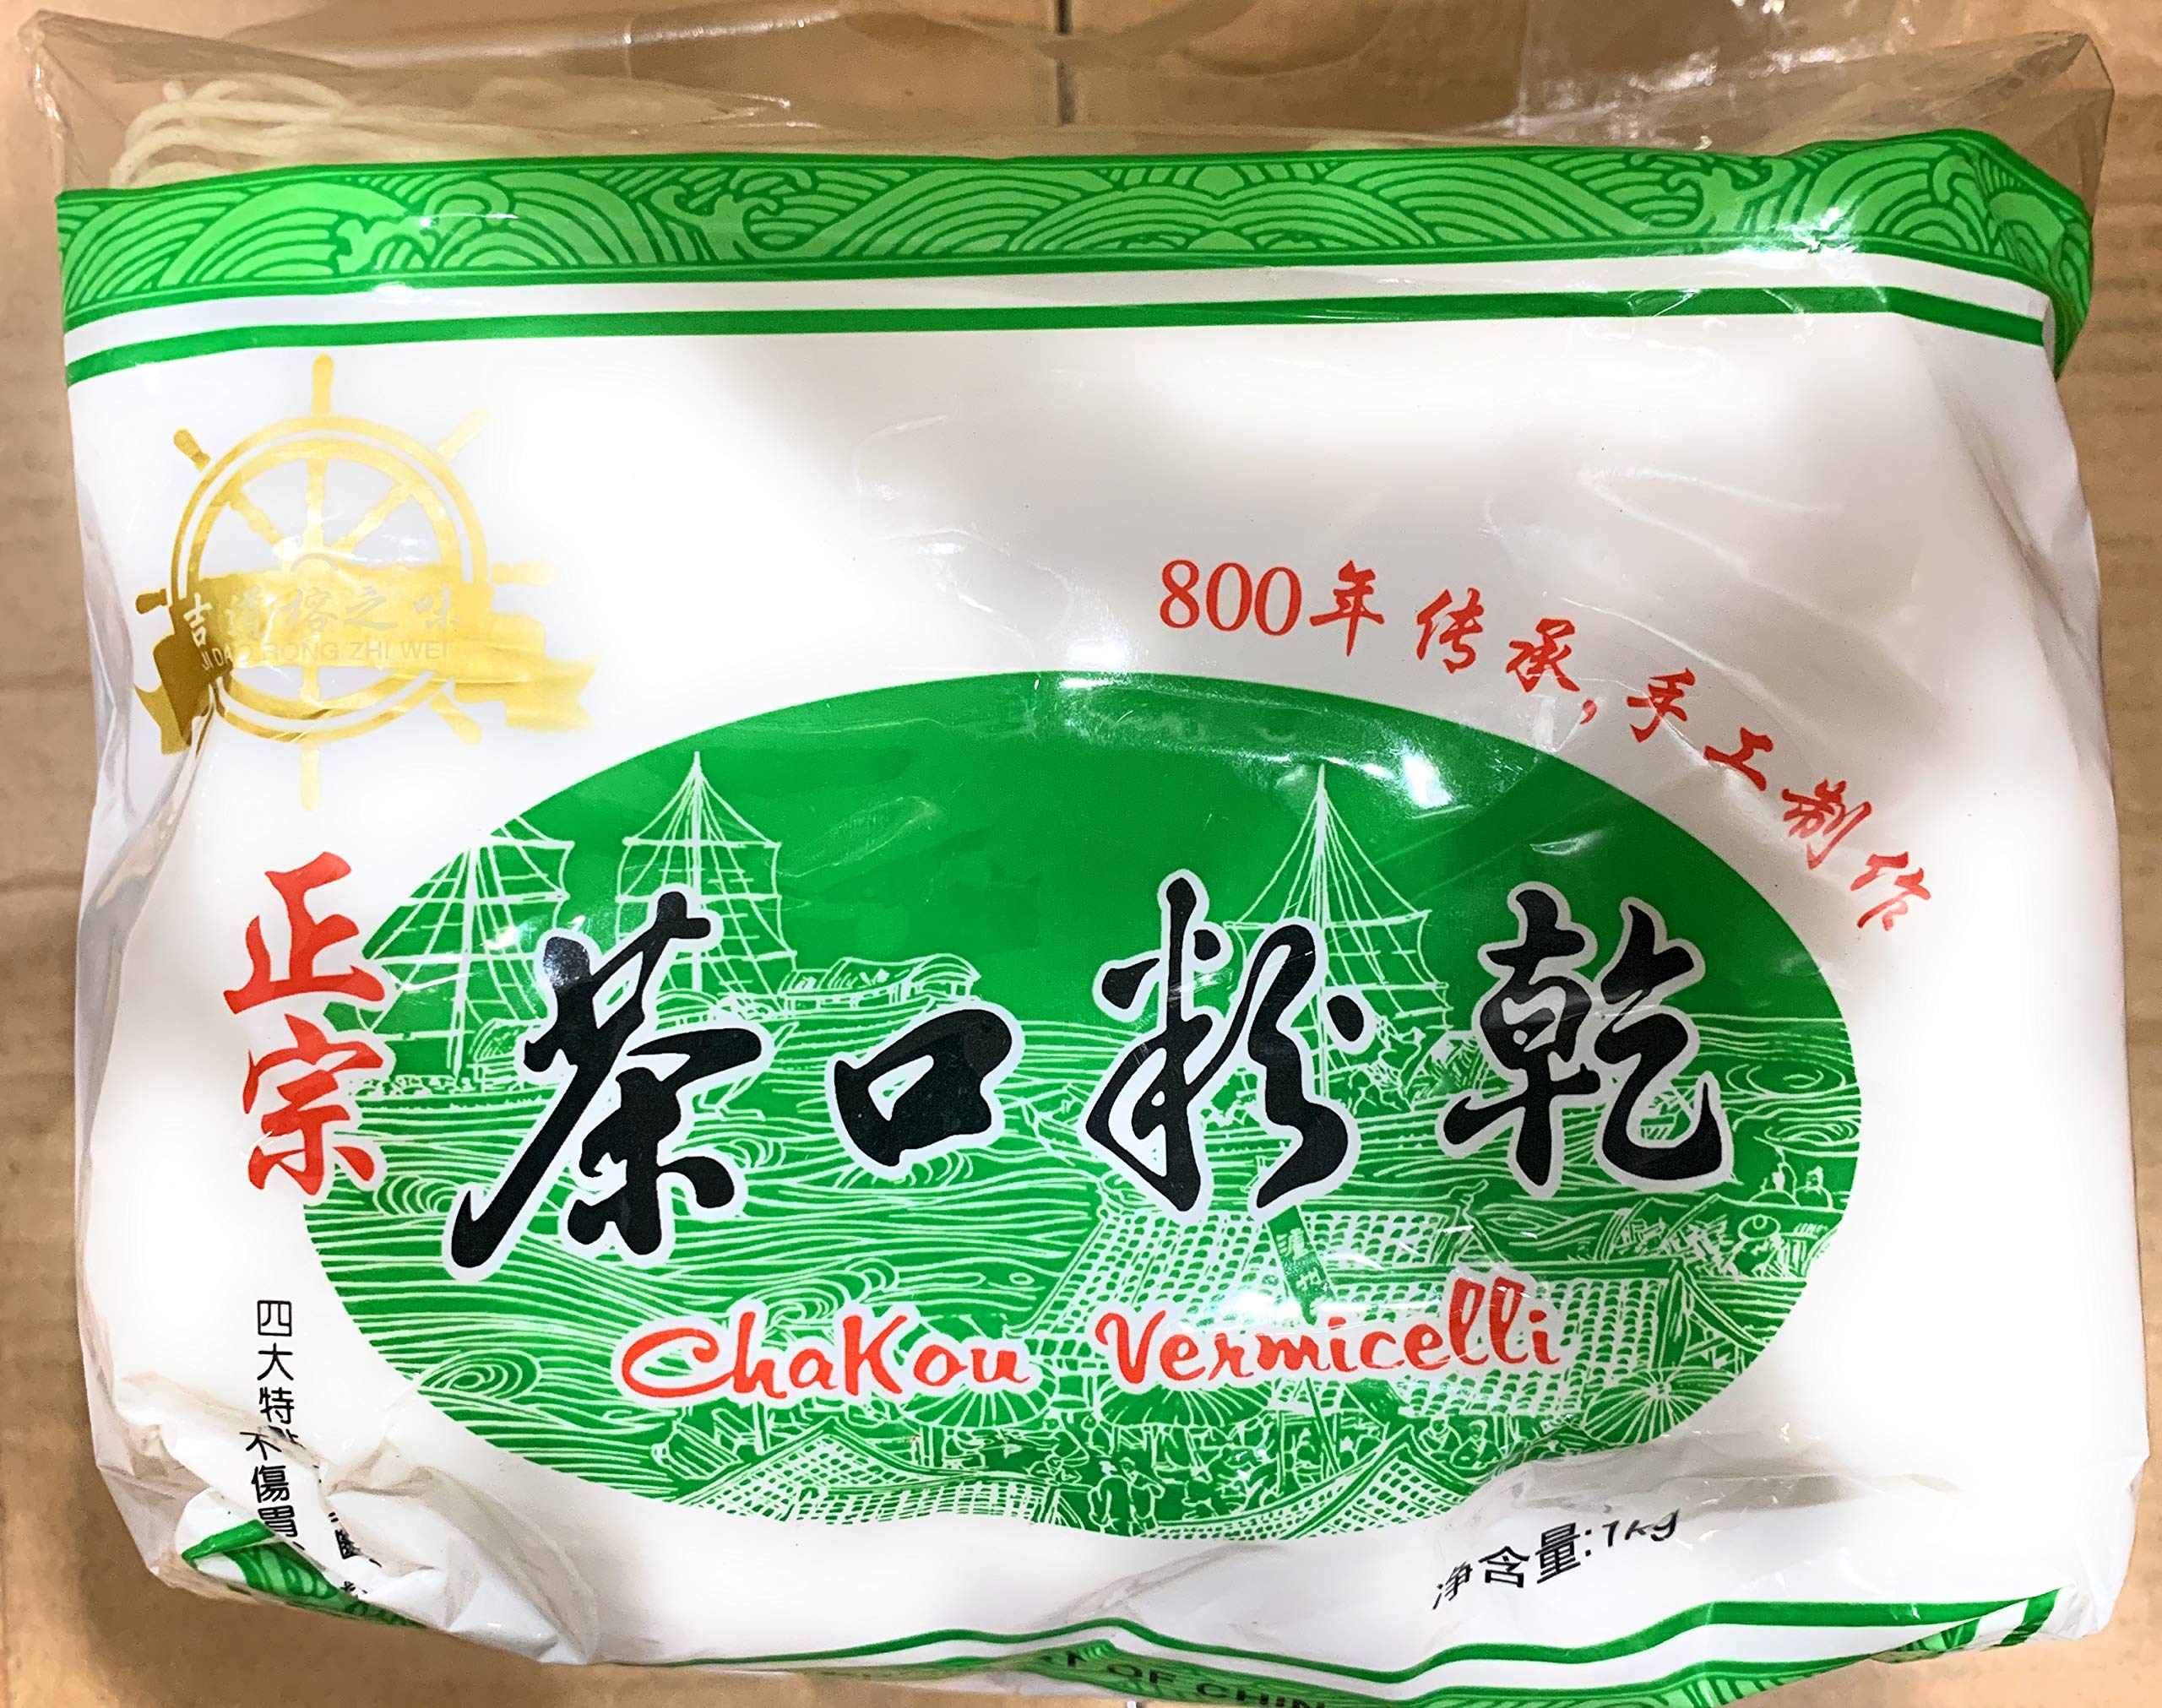 吉道榕之味
JI DAO RONG ZHI WEI
800年传承,手工制作
正宗
茶口粉乾
ChaKou Vermicelli
四大特
不傷胃、
净含量:1kg
OF CHIN